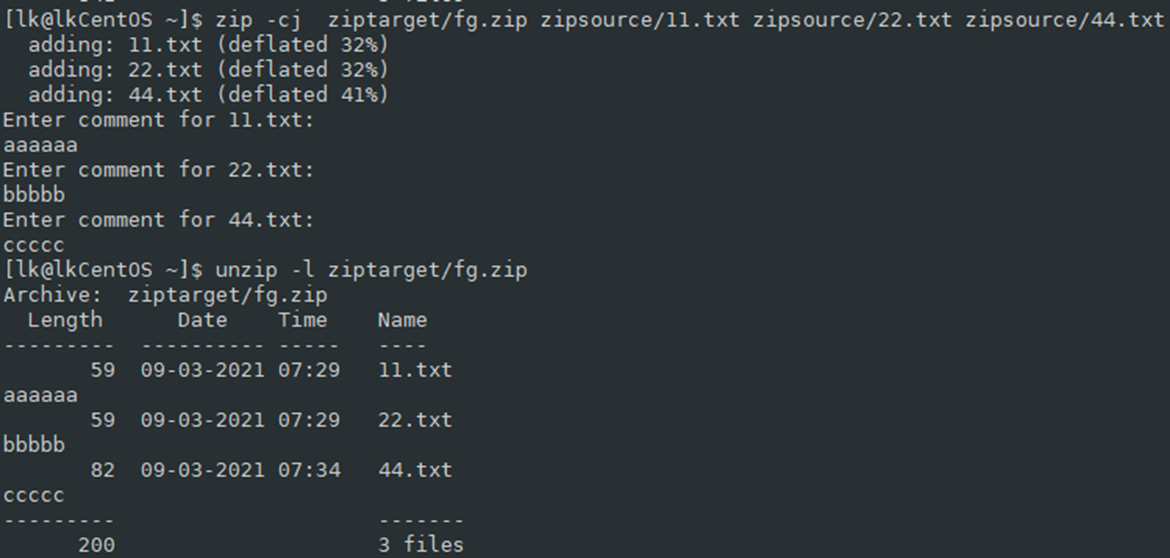 [lk@lkCentOS ~]$ zip -cj  ziptarget/fg.zip zipsource/11.txt zipsource/22.txt zipsource/44.txt
  adding: 11.txt (deflated 32%)
  adding: 22.txt (deflated 32%)
  adding: 44.txt (deflated 41%)
Enter comment for 11.txt:
aaaaaa
Enter comment for 22.txt:
bbbbb
Enter comment for 44.txt:
ccccc
[lk@lkCentOS ~]$ unzip -l ziptarget/fg.zip
Archive:  ziptarget/fg.zip
  Length      Date    Time    Name
---------  ---------- -----   ----
       59  09-03-2021 07:29   11.txt
aaaaaa
       59  09-03-2021 07:29   22.txt
bbbbb
       82  09-03-2021 07:34   44.txt
ccccc
---------                     -------
      200                     3 files